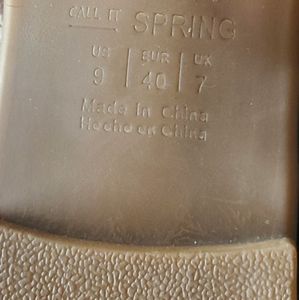 CALL IT SPRING
US | EUR | UK
9 | 40 | 7
Made in China
Hecho en China